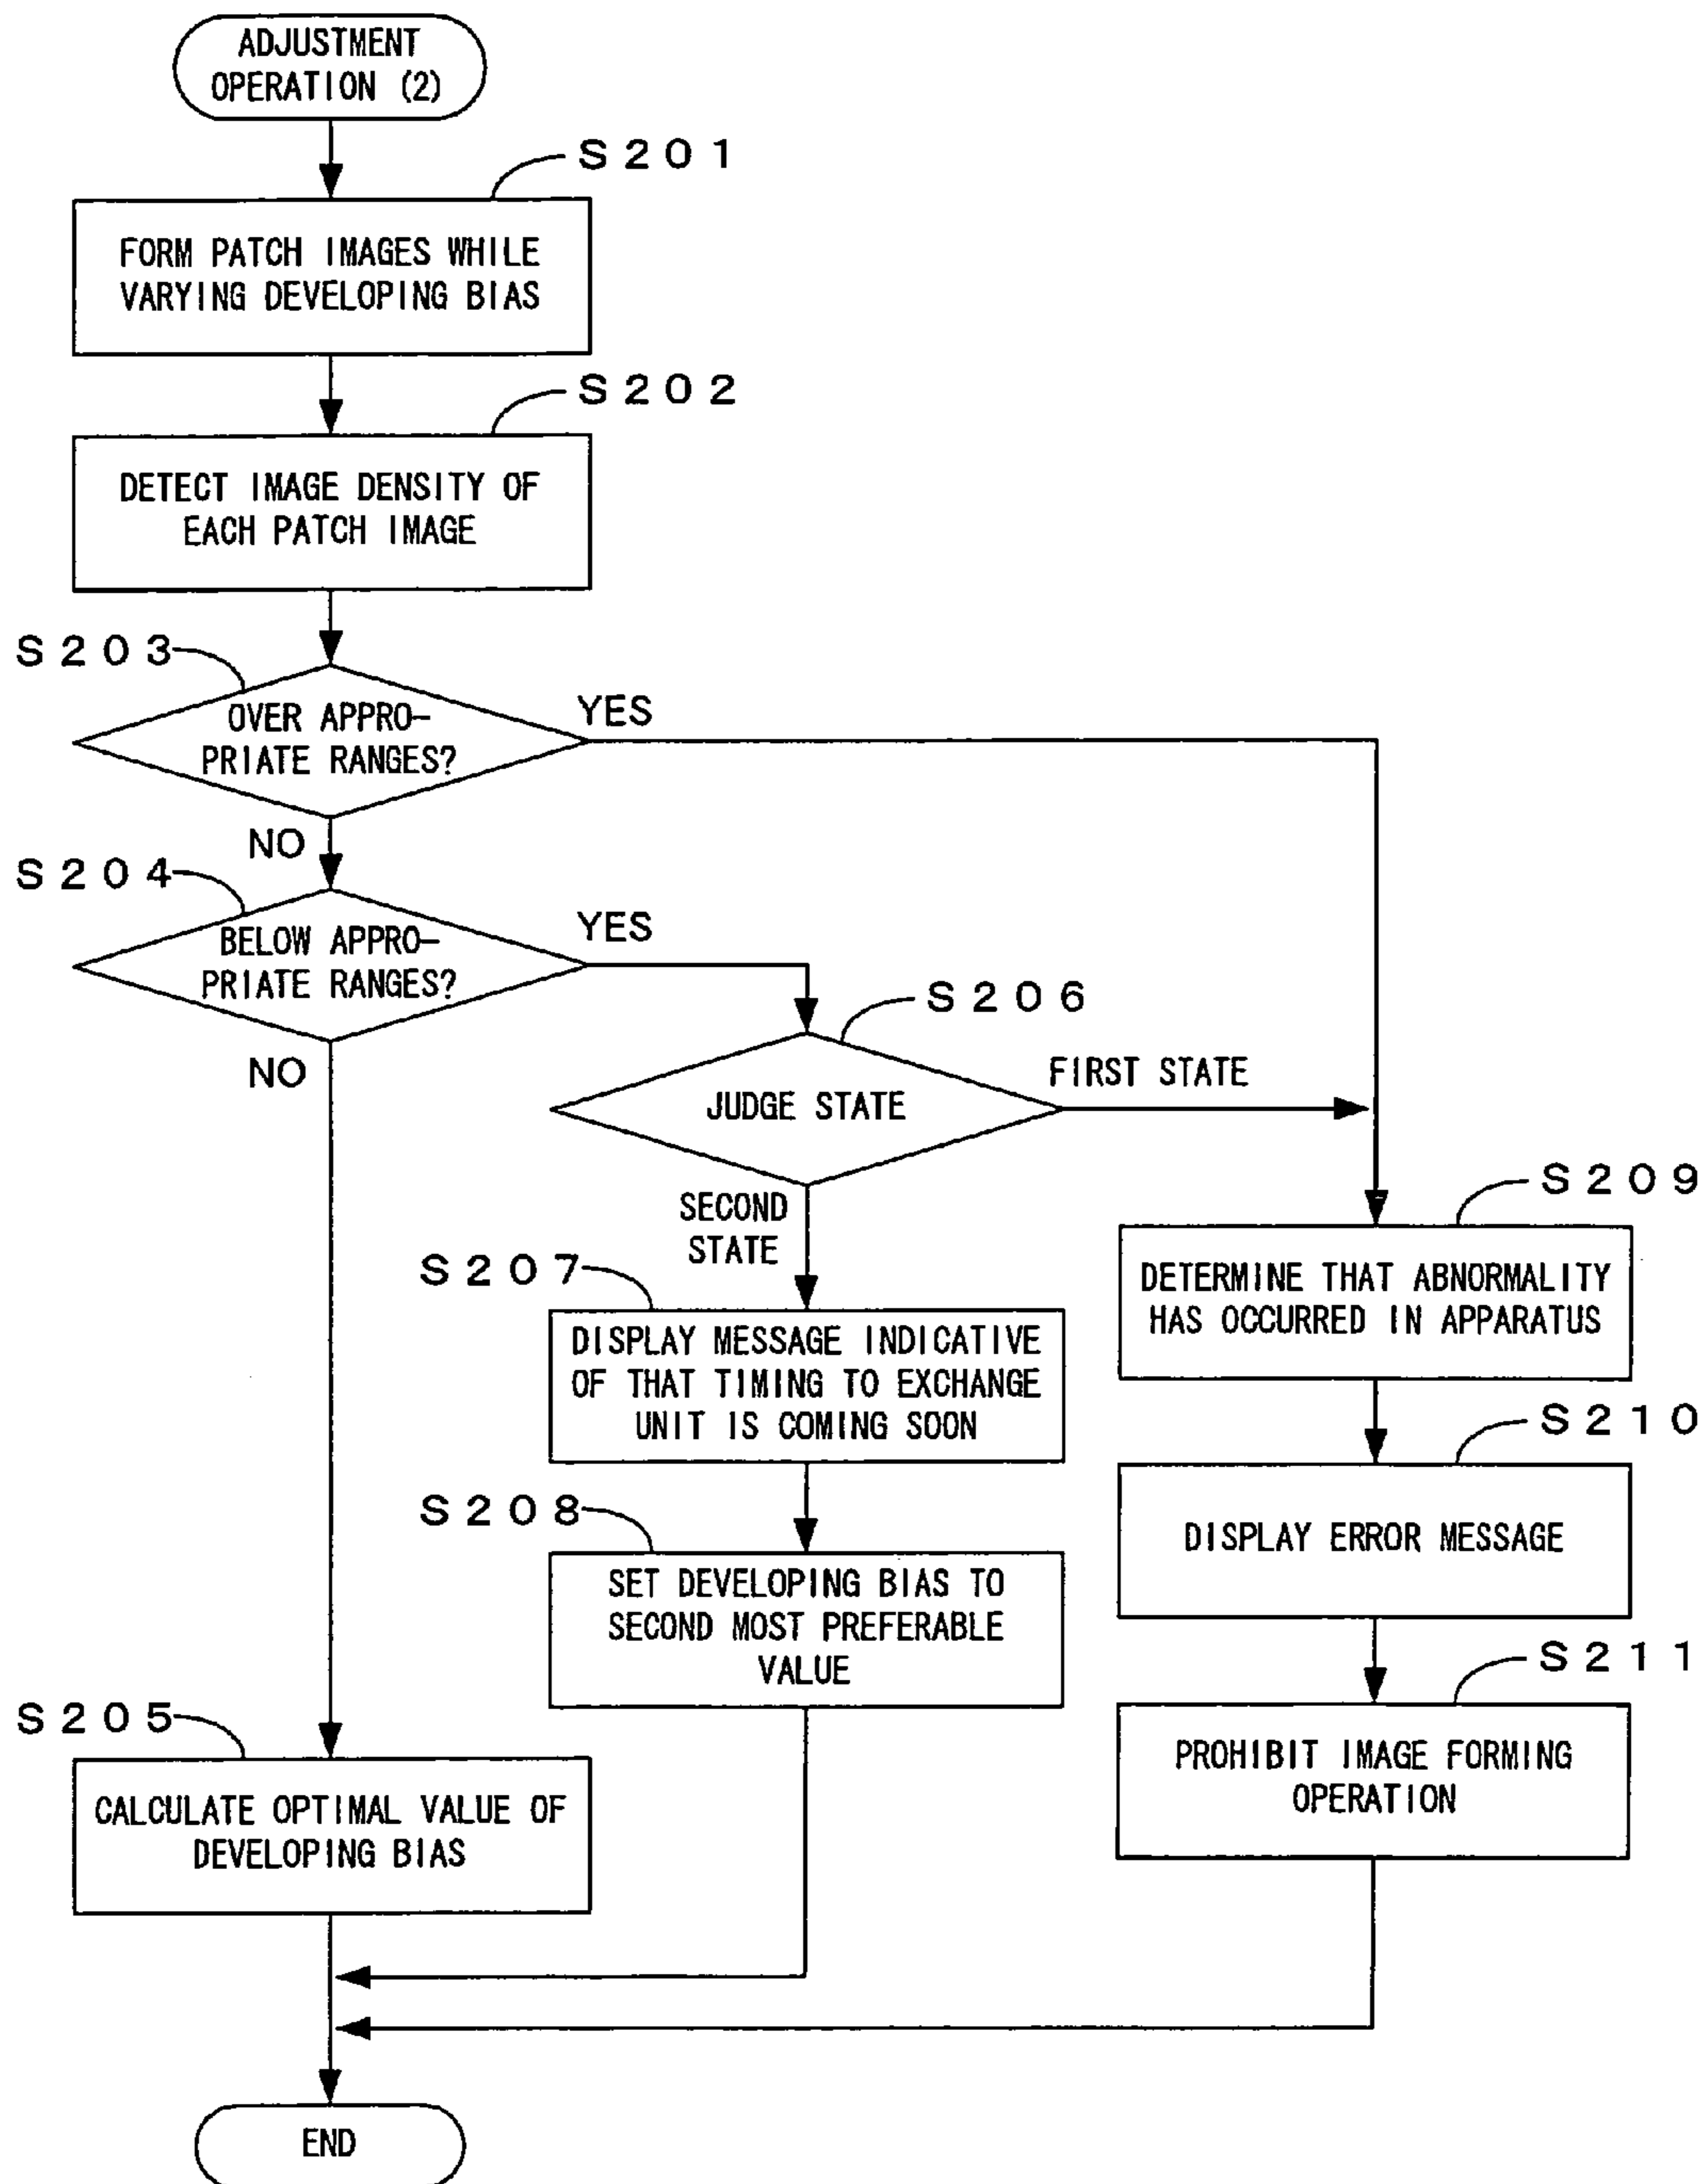 ADJUSTMENT
OPERATION (2)
S201
FORM PATCH IMAGES WHILE
VARYING DEVELOPING BIAS
S202
DETECT IMAGE DENSITY OF
EACH PATCH IMAGE
S203
OVER APPRO-
PRIATE RANGES?
YES
NO
S204
BELOW APPRO-
PRIATE RANGES?
YES
NO
S206
JUDGE STATE
FIRST STATE
SECOND
STATE
S207
DISPLAY MESSAGE INDICATIVE
OF THAT TIMING TO EXCHANGE
UNIT IS COMING SOON
S208
SET DEVELOPING BIAS TO
SECOND MOST PREFERABLE
VALUE
S209
DETERMINE THAT ABNORMALITY
HAS OCCURRED IN APPARATUS
S210
DISPLAY ERROR MESSAGE
S211
PROHIBIT IMAGE FORMING
OPERATION
S205
CALCULATE OPTIMAL VALUE OF
DEVELOPING BIAS
END